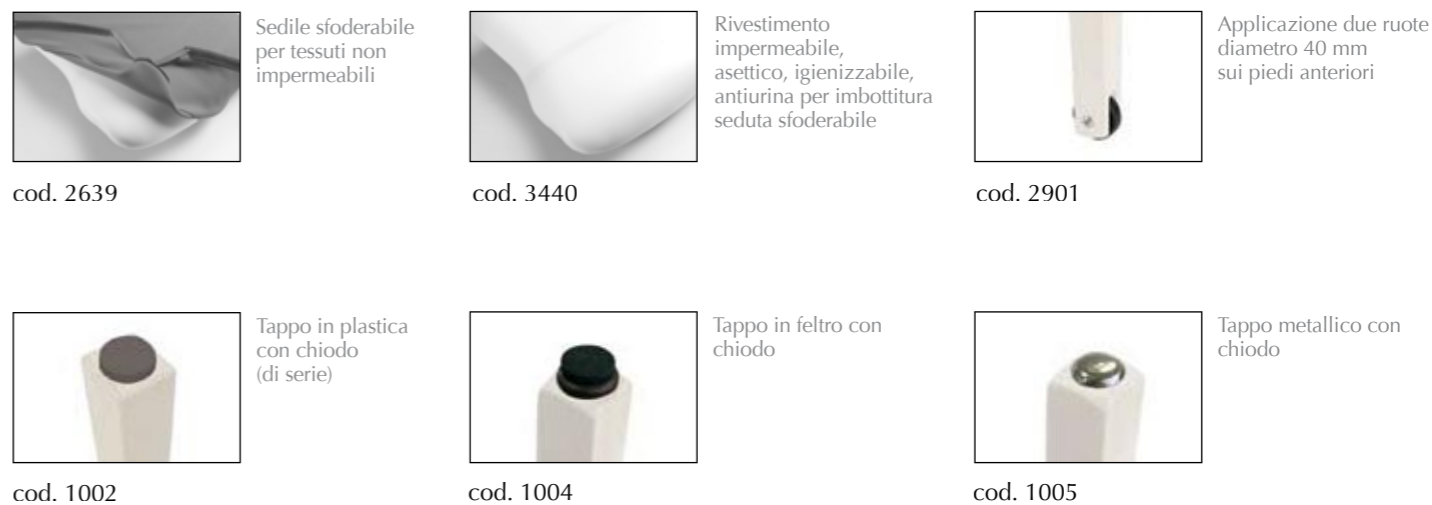 Sedile sfoderabile
per tessuti non
impermeabili
cod. 2639
Rivestimento
impermeabile,
asettico, igienizzabile,
antiurina per imbottitura
seduta sfoderabile
cod. 3440
Applicazione due ruote
diametro 40 mm
sui piedi anteriori
cod. 2901
Tappo in plastica
con chiodo
(di serie)
cod. 1002
Tappo in feltro con
chiodo
cod. 1004
Tappo metallico con
chiodo
cod. 1005